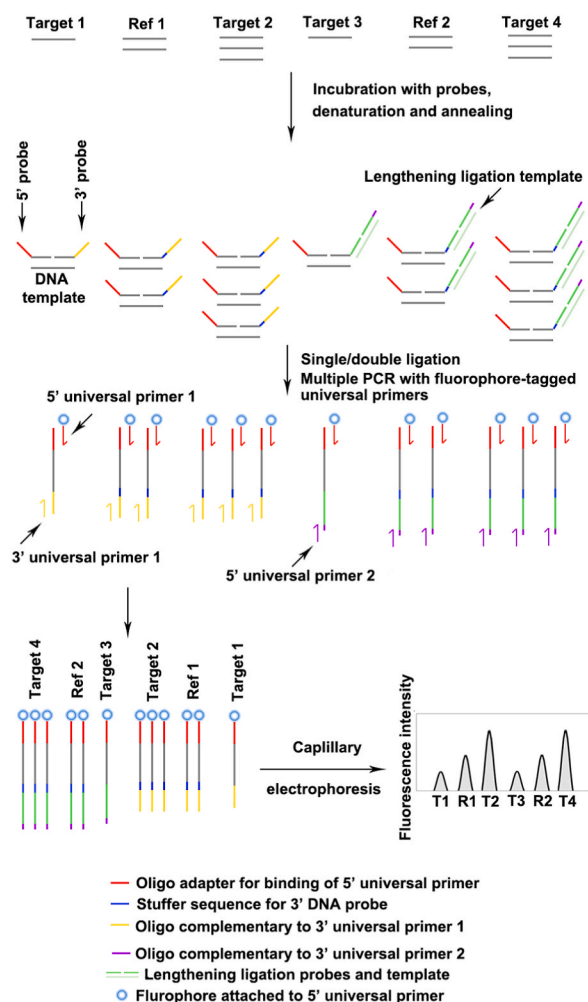 Target 1 Ref 1 Target 2 Target 3 Ref 2 Target 4
Incubration with probes,
denaturation and annealing
5' probe
3' probe
Lengthening ligation template
DNA
template
Single/double ligation
Multiple PCR with fluorophore-tagged
universal primers
5' universal primer 1
3' universal primer 1
5' universal primer 2
Target 4
Ref 2
Target 3
Target 2
Ref 1
Target 1
Capillary
electrophoresis
Fluorescence intensity
T1 R1 T2 T3 R2 T4
Oligo adapter for binding of 5' universal primer
Stuffer sequence for 3' DNA probe
Oligo complementary to 3' universal primer 1
Oligo complementary to 3' universal primer 2
Lengthening ligation probes and template
Flurophore attached to 5' universal primer